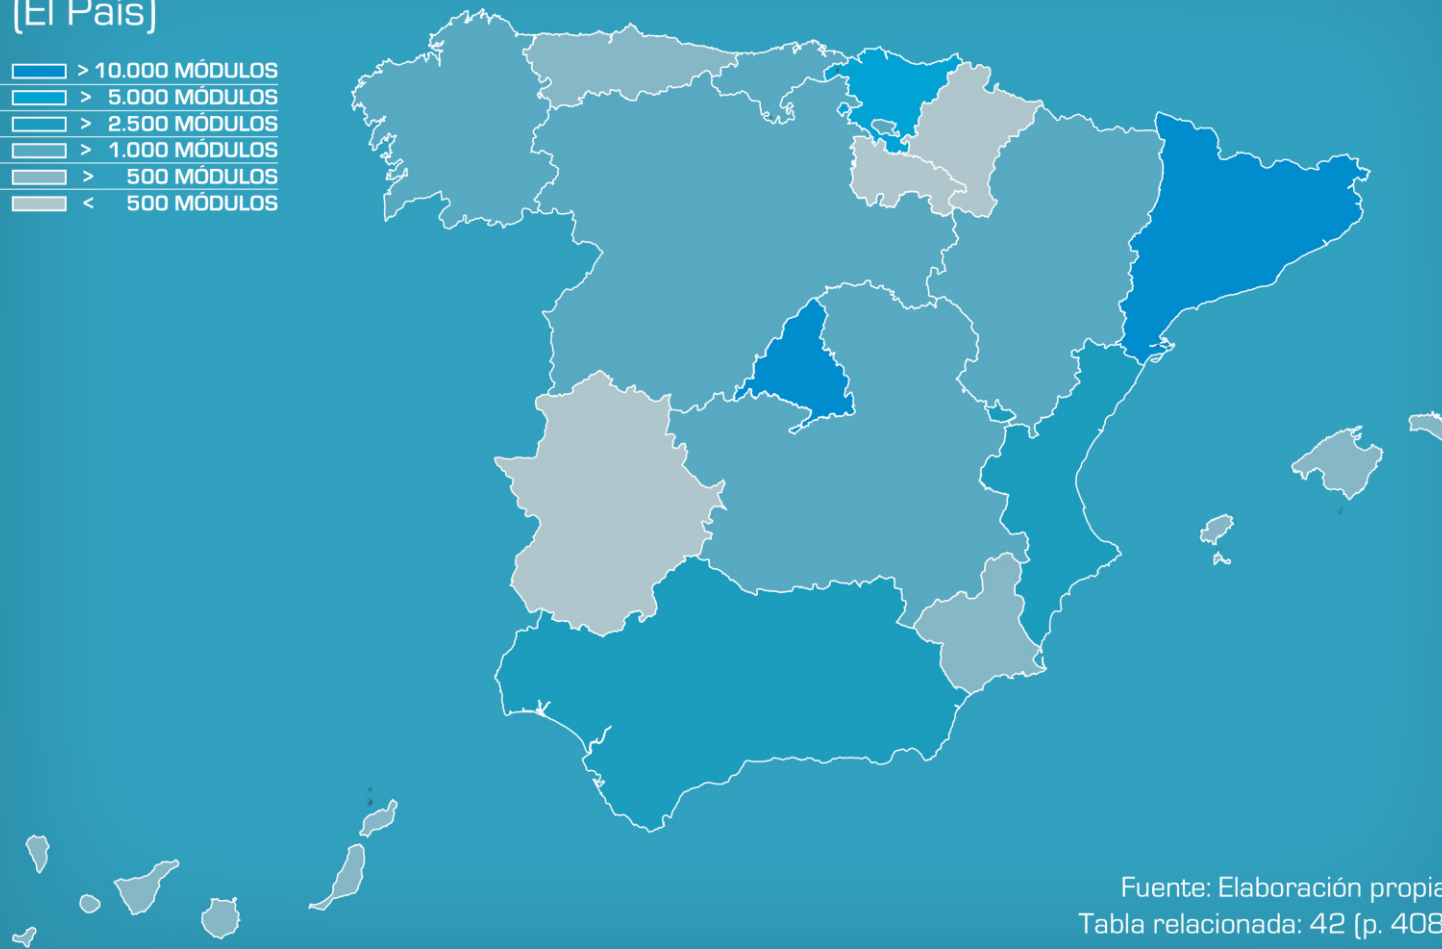 (El País)
> 10.000 MÓDULOS
> 5.000 MÓDULOS
> 2.500 MÓDULOS
> 1.000 MÓDULOS
> 500 MÓDULOS
< 500 MÓDULOS
Fuente: Elaboración propia
Tabla relacionada: 42 (p. 408